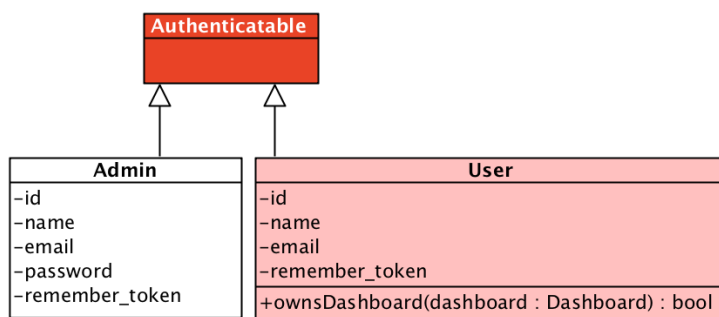 Authenticatable
Admin
-id
-name
-email
-password
-remember_token
User
-id
-name
-email
-remember_token
+ownsDashboard(dashboard : Dashboard) : bool